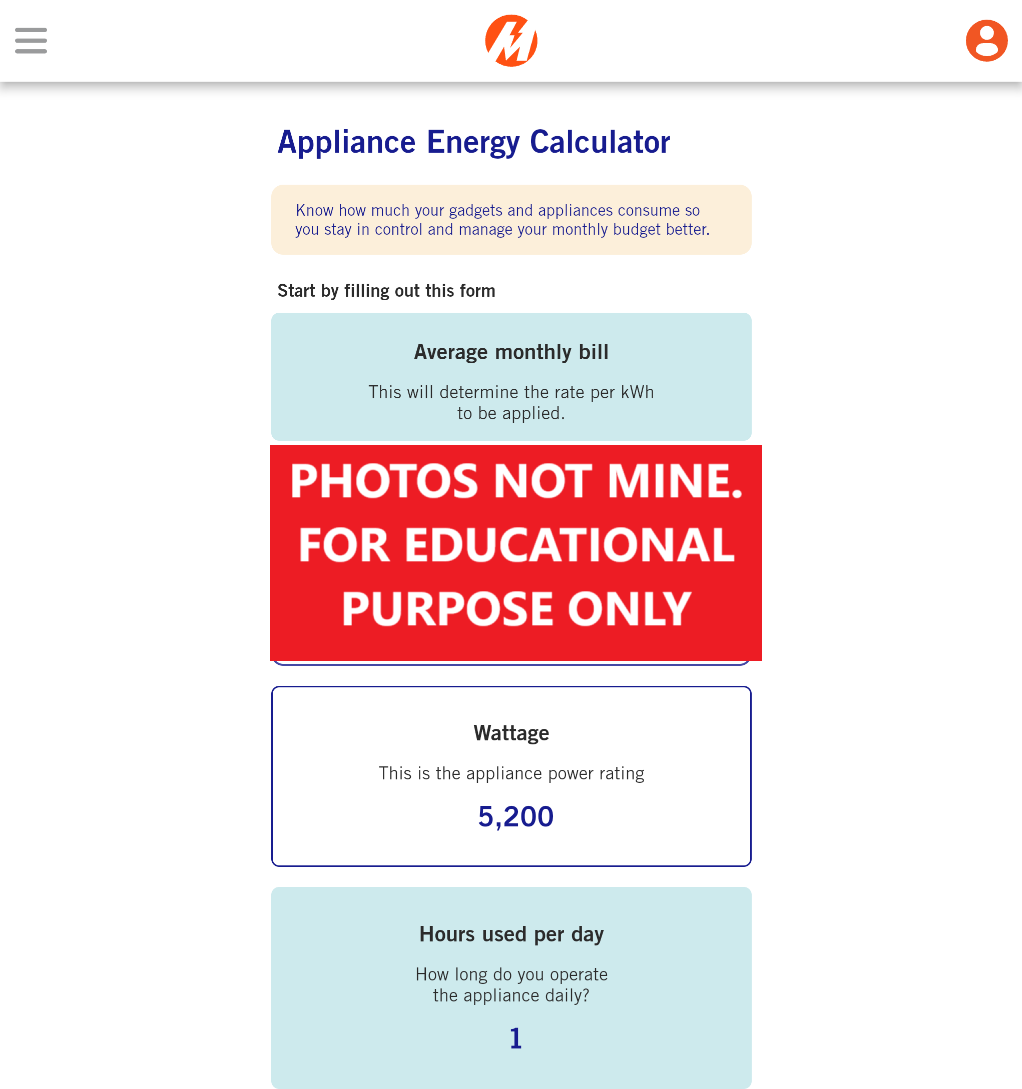 Appliance Energy Calculator
Know how much your gadgets and appliances consume so
you stay in control and manage your monthly budget better.
Start by filling out this form
Average monthly bill
This will determine the rate per kWh
to be applied.
PHOTOS NOT MINE.
FOR EDUCATIONAL
PURPOSE ONLY
Wattage
This is the appliance power rating
5,200
Hours used per day
How long do you operate
the appliance daily?
1